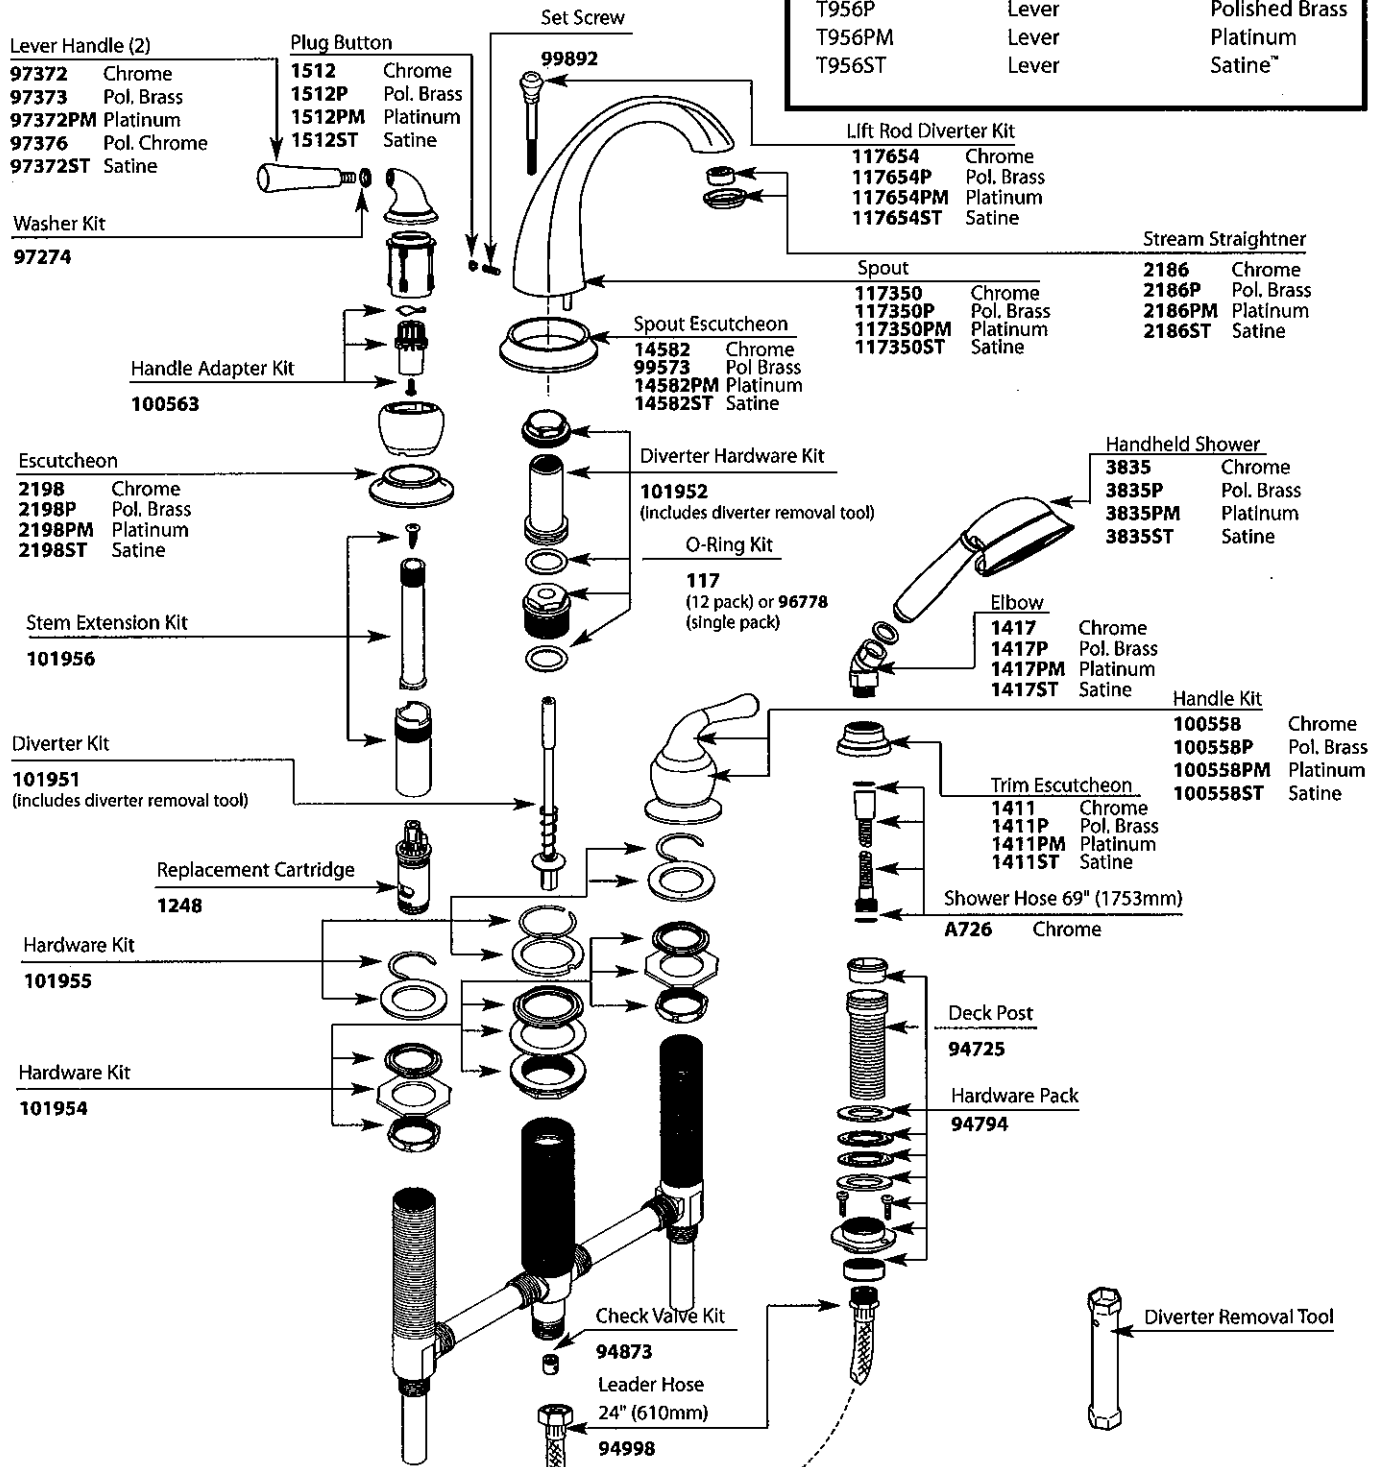 T956P Lever Polished Brass
T956PM Lever Platinum
T956ST Lever Satine™
Set Screw
99892
Lever Handle (2)
97372 Chrome
97373 Pol. Brass
97372PM Platinum
97376 Pol. Chrome
97372ST Satine
Plug Button
1512 Chrome
1512P Pol. Brass
1512PM Platinum
1512ST Satine
Lift Rod Diverter Kit
117654 Chrome
117654P Pol. Brass
117654PM Platinum
117654ST Satine
Washer Kit
97274
Stream Straightner
2186 Chrome
2186P Pol. Brass
2186PM Platinum
2186ST Satine
Spout
117350 Chrome
117350P Pol. Brass
117350PM Platinum
117350ST Satine
Spout Escutcheon
14582 Chrome
99573 Pol Brass
14582PM Platinum
14582ST Satine
Handle Adapter Kit
100563
Escutcheon
2198 Chrome
2198P Pol. Brass
2198PM Platinum
2198ST Satine
Diverter Hardware Kit
101952
(includes diverter removal tool)
Handheld Shower
3835 Chrome
3835P Pol. Brass
3835PM Platinum
3835ST Satine
O-Ring Kit
117
(12 pack) or 96778
(single pack)
Stem Extension Kit
101956
Elbow
1417 Chrome
1417P Pol. Brass
1417PM Platinum
1417ST Satine
Handle Kit
100558 Chrome
100558P Pol. Brass
100558PM Platinum
100558ST Satine
Diverter Kit
101951
(includes diverter removal tool)
Trim Escutcheon
1411 Chrome
1411P Pol. Brass
1411PM Platinum
1411ST Satine
Replacement Cartridge
1248
Shower Hose 69" (1753mm)
A726 Chrome
Hardware Kit
101955
Deck Post
94725
Hardware Kit
101954
Hardware Pack
94794
Check Valve Kit
94873
Diverter Removal Tool
Leader Hose
24" (610mm)
94998